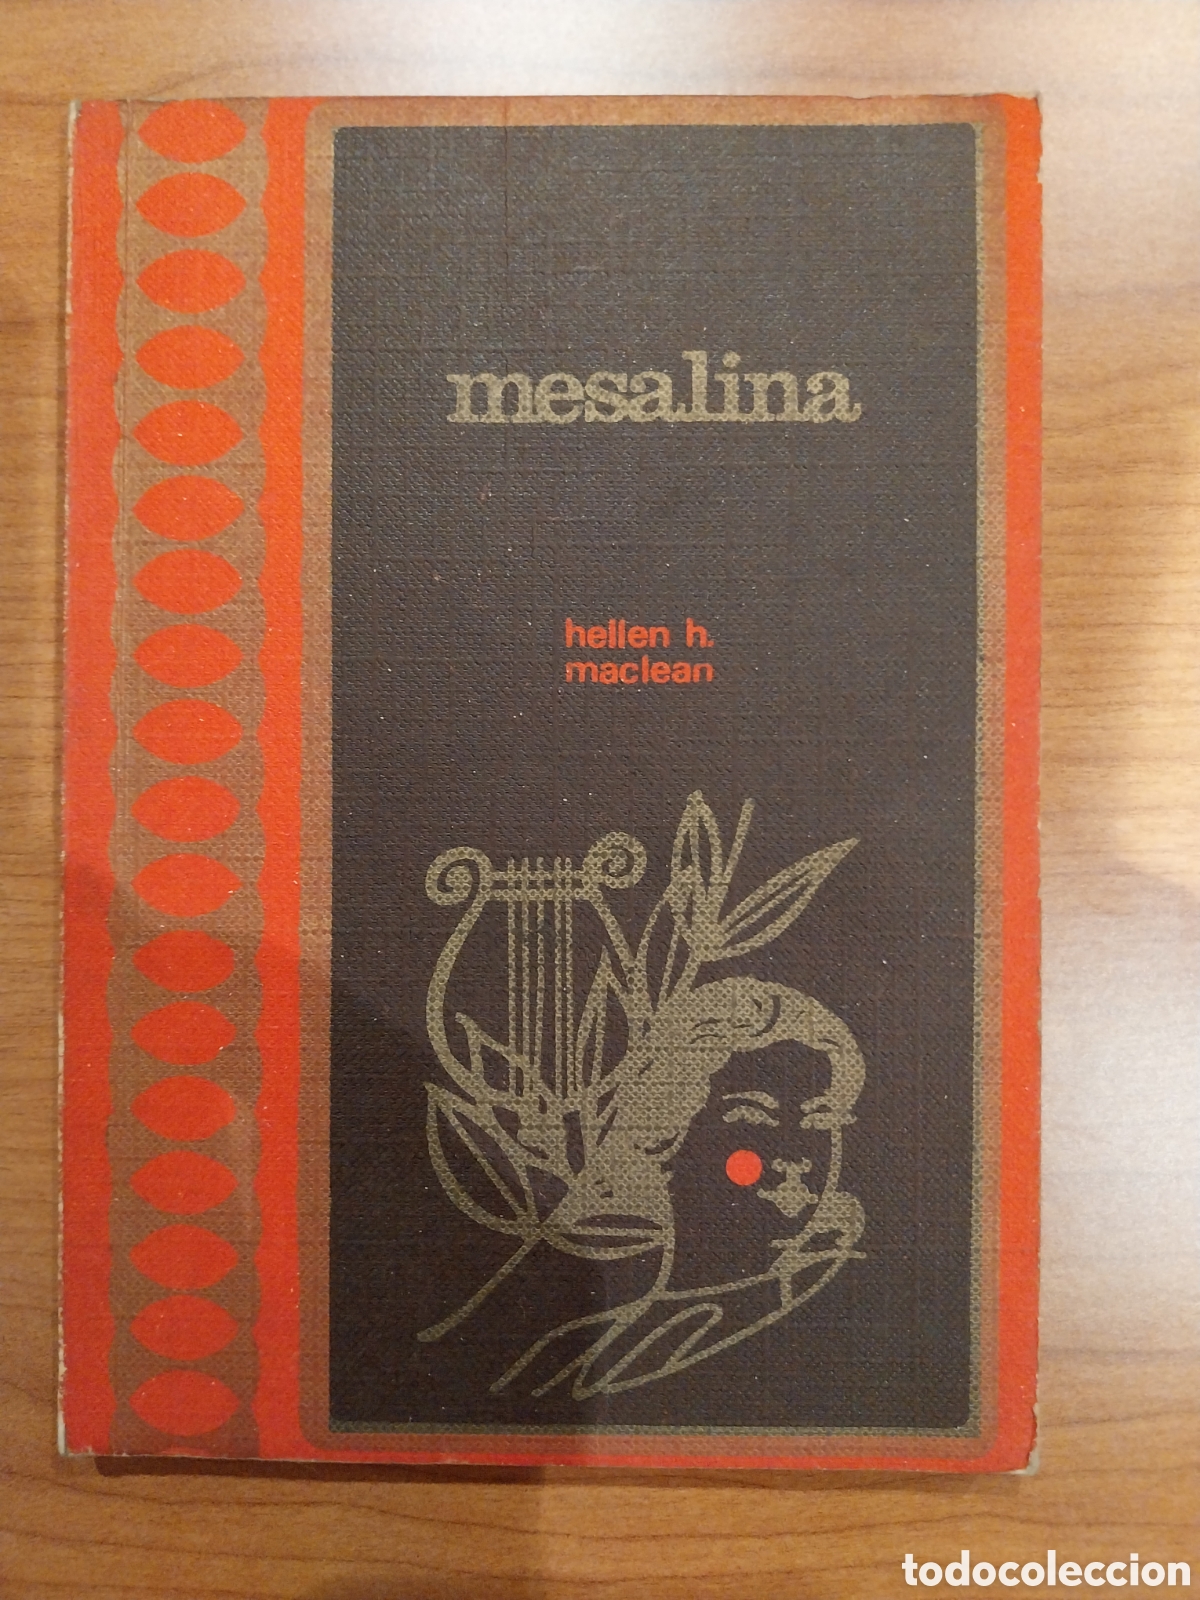 mesalina
hellen h.
maclean
todocoleccion